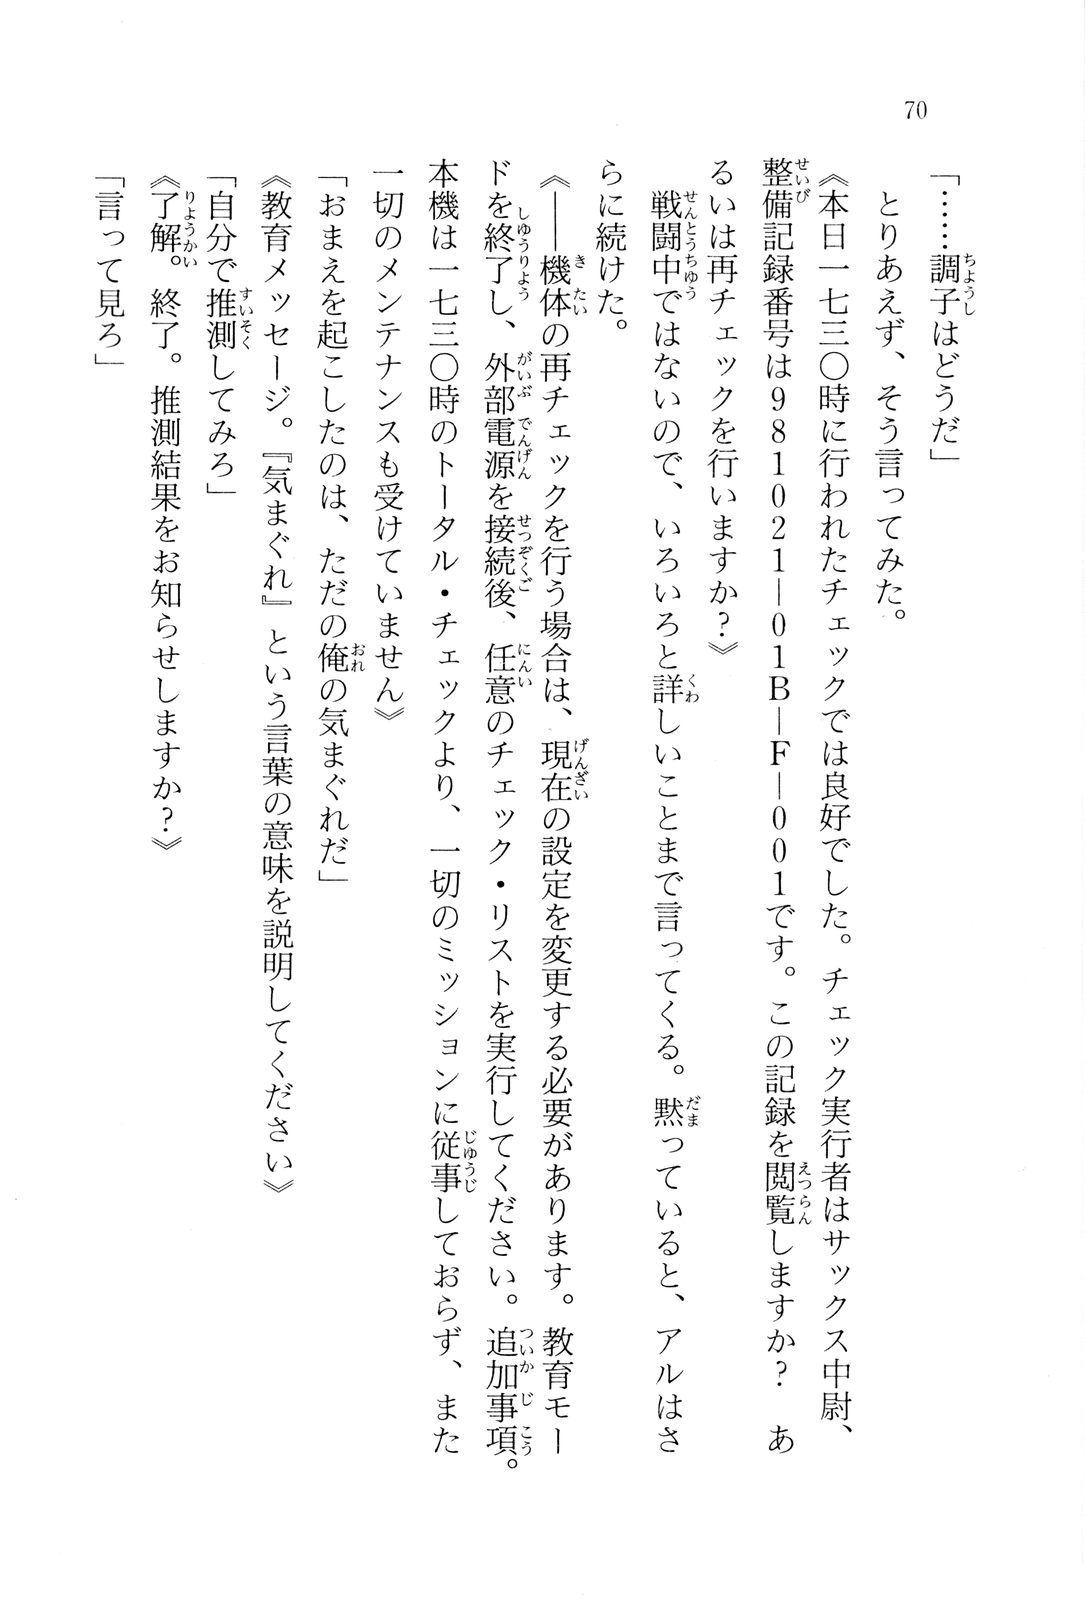 70
「……調子はどうだ」
とりあえず、そう言ってみた。
《本日一七三〇時に行われたチェックでは良好でした。チェック実行者はサックス中尉、
整備記録番号は981021―01B―F―001です。この記録を閲覧しますか？　あ
るいは再チェックを行いますか？》
戦闘中ではないので、いろいろと詳しいことまで言ってくる。黙っていると、アルはさ
らに続けた。
《――機体の再チェックを行う場合は、現在の設定を変更する必要があります。教育モー
ドを終了し、外部電源を接続後、任意のチェック・リストを実行してください。追加事項。
本機は一七三〇時のトータル・チェックより、一切のミッションに従事しておらず、また
一切のメンテナンスも受けていません》
「おまえを起こしたのは、ただの俺の気まぐれだ」
《教育メッセージ。『気まぐれ』という言葉の意味を説明してください》
「自分で推測してみろ」
《了解。終了。推測結果をお知らせしますか？》
「言って見ろ」